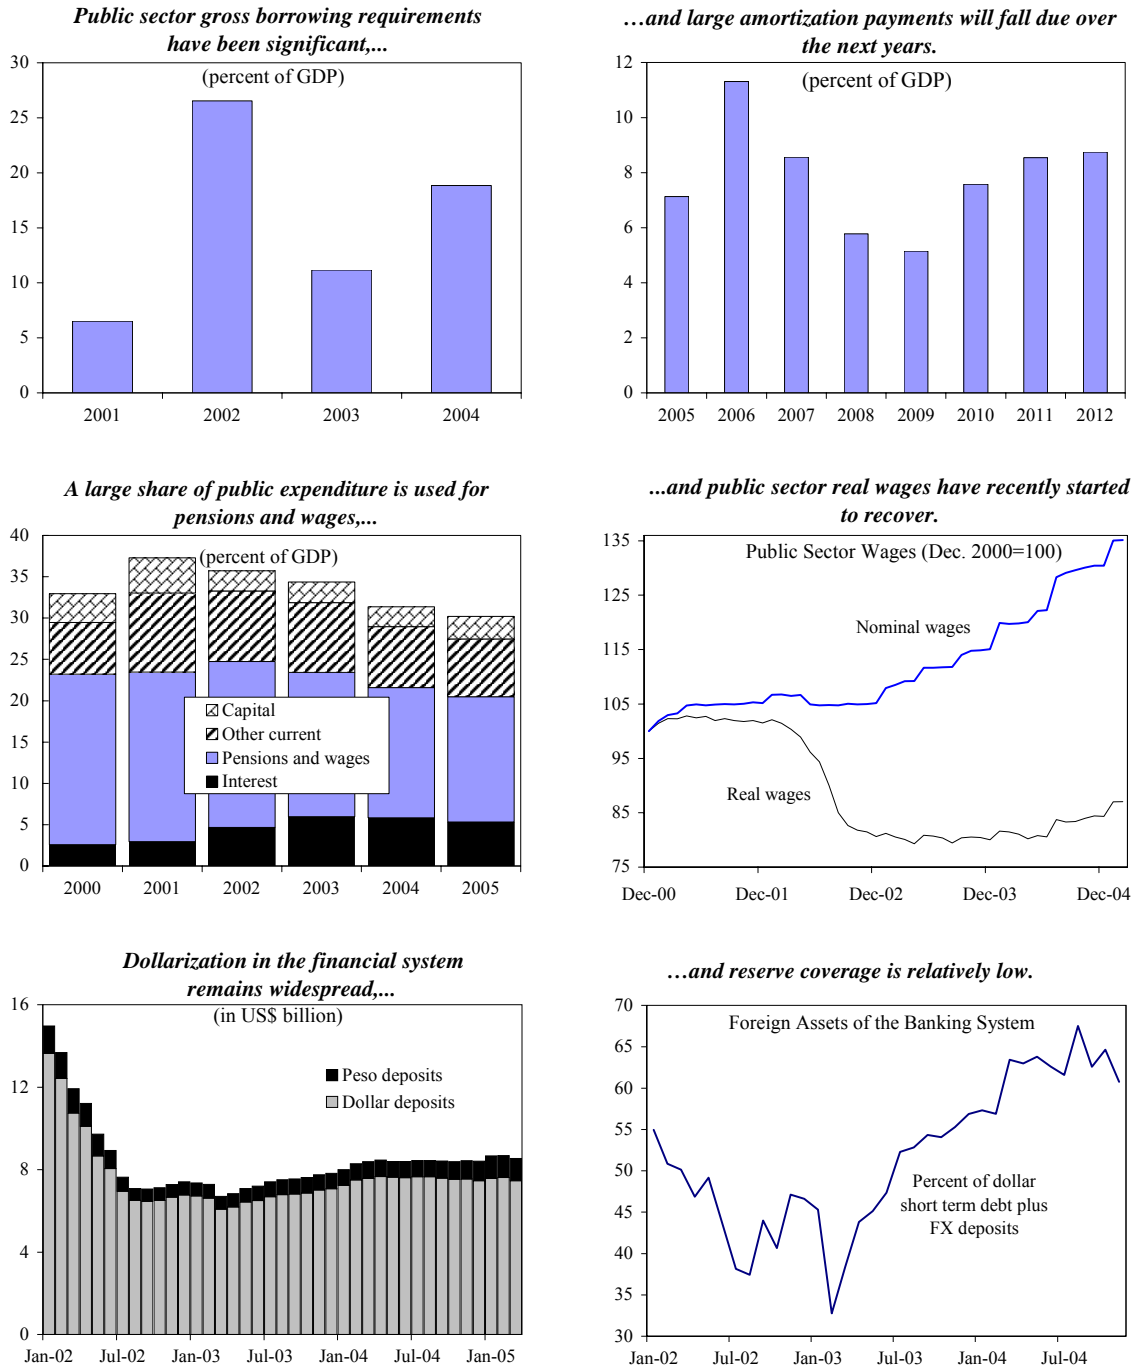 Public sector gross borrowing requirements
have been significant,...
(percent of GDP)
30
25
20
15
10
5
0
2001 2002 2003 2004
…and large amortization payments will fall due over
the next years.
(percent of GDP)
12
10
8
6
4
2
0
2005 2006 2007 2008 2009 2010 2011 2012
A large share of public expenditure is used for
pensions and wages,...
(percent of GDP)
40
35
30
25
20
15
10
5
0
Capital
Other current
Pensions and wages
Interest
2000 2001 2002 2003 2004 2005
...and public sector real wages have recently started
to recover.
Public Sector Wages (Dec. 2000=100)
135
125
115
105
95
85
75
Nominal wages
Real wages
Dec-00 Dec-01 Dec-02 Dec-03 Dec-04
Dollarization in the financial system
remains widespread,...
(in US$ billion)
16
12
8
4
0
Peso deposits
Dollar deposits
Jan-02 Jul-02 Jan-03 Jul-03 Jan-04 Jul-04 Jan-05
…and reserve coverage is relatively low.
Foreign Assets of the Banking System
70
65
60
55
50
45
40
35
30
Percent of dollar
short term debt plus
FX deposits
Jan-02 Jul-02 Jan-03 Jul-03 Jan-04 Jul-04